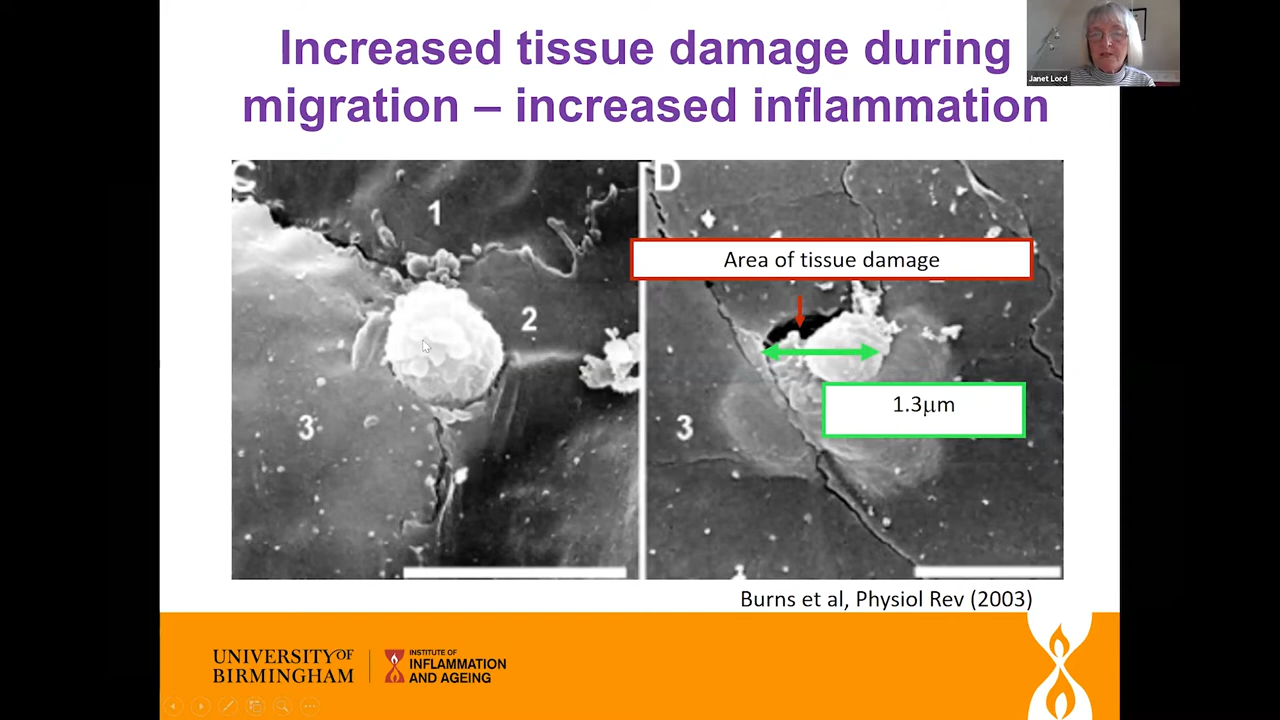 Increased tissue damage during
migration – increased inflammation
Janet Lord
C
1
2
3
D
Area of tissue damage
1.3μm
3
Burns et al, Physiol Rev (2003)
UNIVERSITY OF
BIRMINGHAM
INSTITUTE OF
INFLAMMATION
AND AGEING